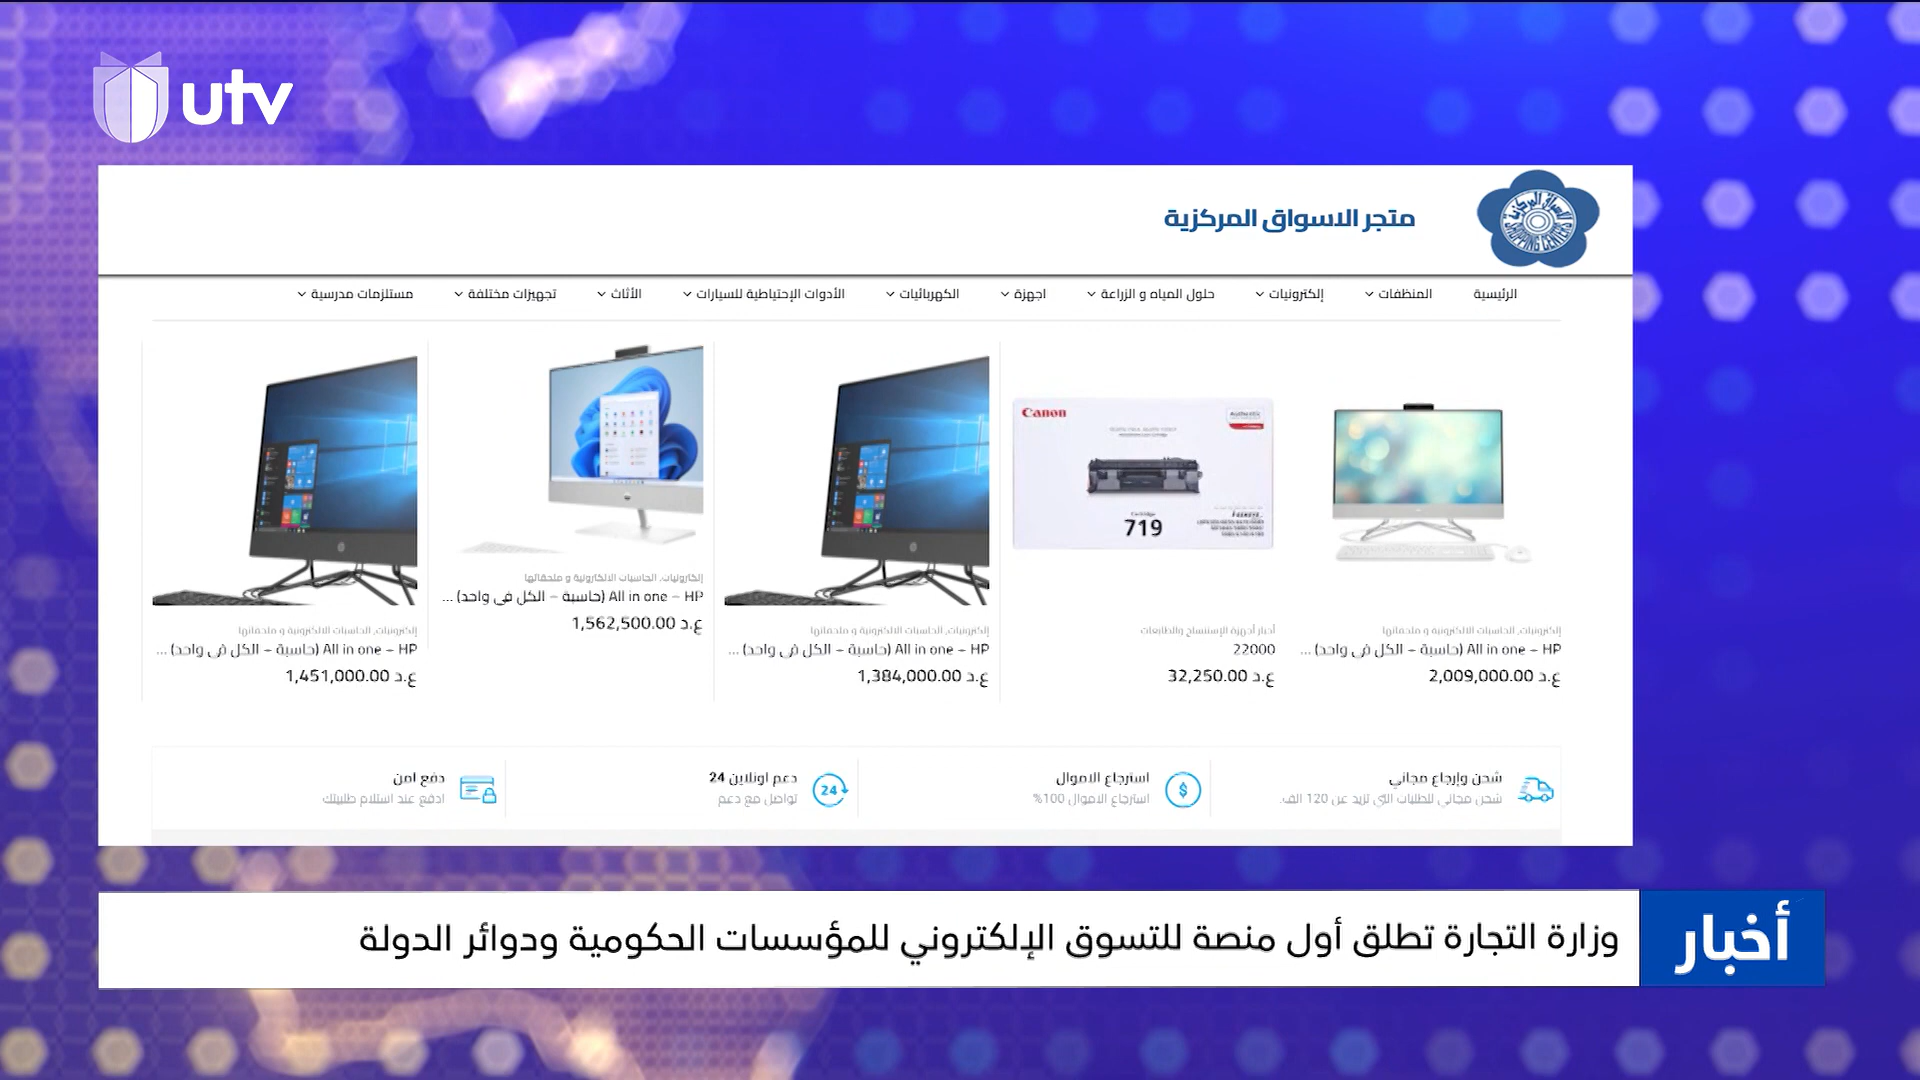 utv
متجر الاسواق المركزية
SHOPPING CENTERS
الرئيسية
المنظفات
إلكترونيات
حلول المياه و الزراعة
اجهزة
الكهربائيات
الأدوات الإحتياطية للسيارات
الأثاث
تجهيزات مختلفة
مستلزمات مدرسية
إلكترونيات, الحاسبات الالكترونية و ملحقاتها
All in one – HP (حاسبة – الكل في واحد) ...
2,009,000.00 ع.د
Canon
Cartridge
719
أحبار أجهزة الإستنساخ والطابعات
22000
32,250.00 ع.د
إلكترونيات, الحاسبات الالكترونية و ملحقاتها
All in one – HP (حاسبة – الكل في واحد) ...
1,384,000.00 ع.د
إلكترونيات, الحاسبات الالكترونية و ملحقاتها
All in one – HP (حاسبة – الكل في واحد) ...
1,562,500.00 ع.د
إلكترونيات, الحاسبات الالكترونية و ملحقاتها
All in one – HP (حاسبة – الكل في واحد) ...
1,451,000.00 ع.د
شحن وإرجاع مجاني
شحن مجاني للطلبات التي تزيد عن 120 الف.
استرجاع الاموال
استرجاع الاموال 100%
24
دعم اونلاين 24
تواصل مع دعم
دفع امن
ادفع عند استلام طلبيتك
أخبار
وزارة التجارة تطلق أول منصة للتسوق الإلكتروني للمؤسسات الحكومية ودوائر الدولة